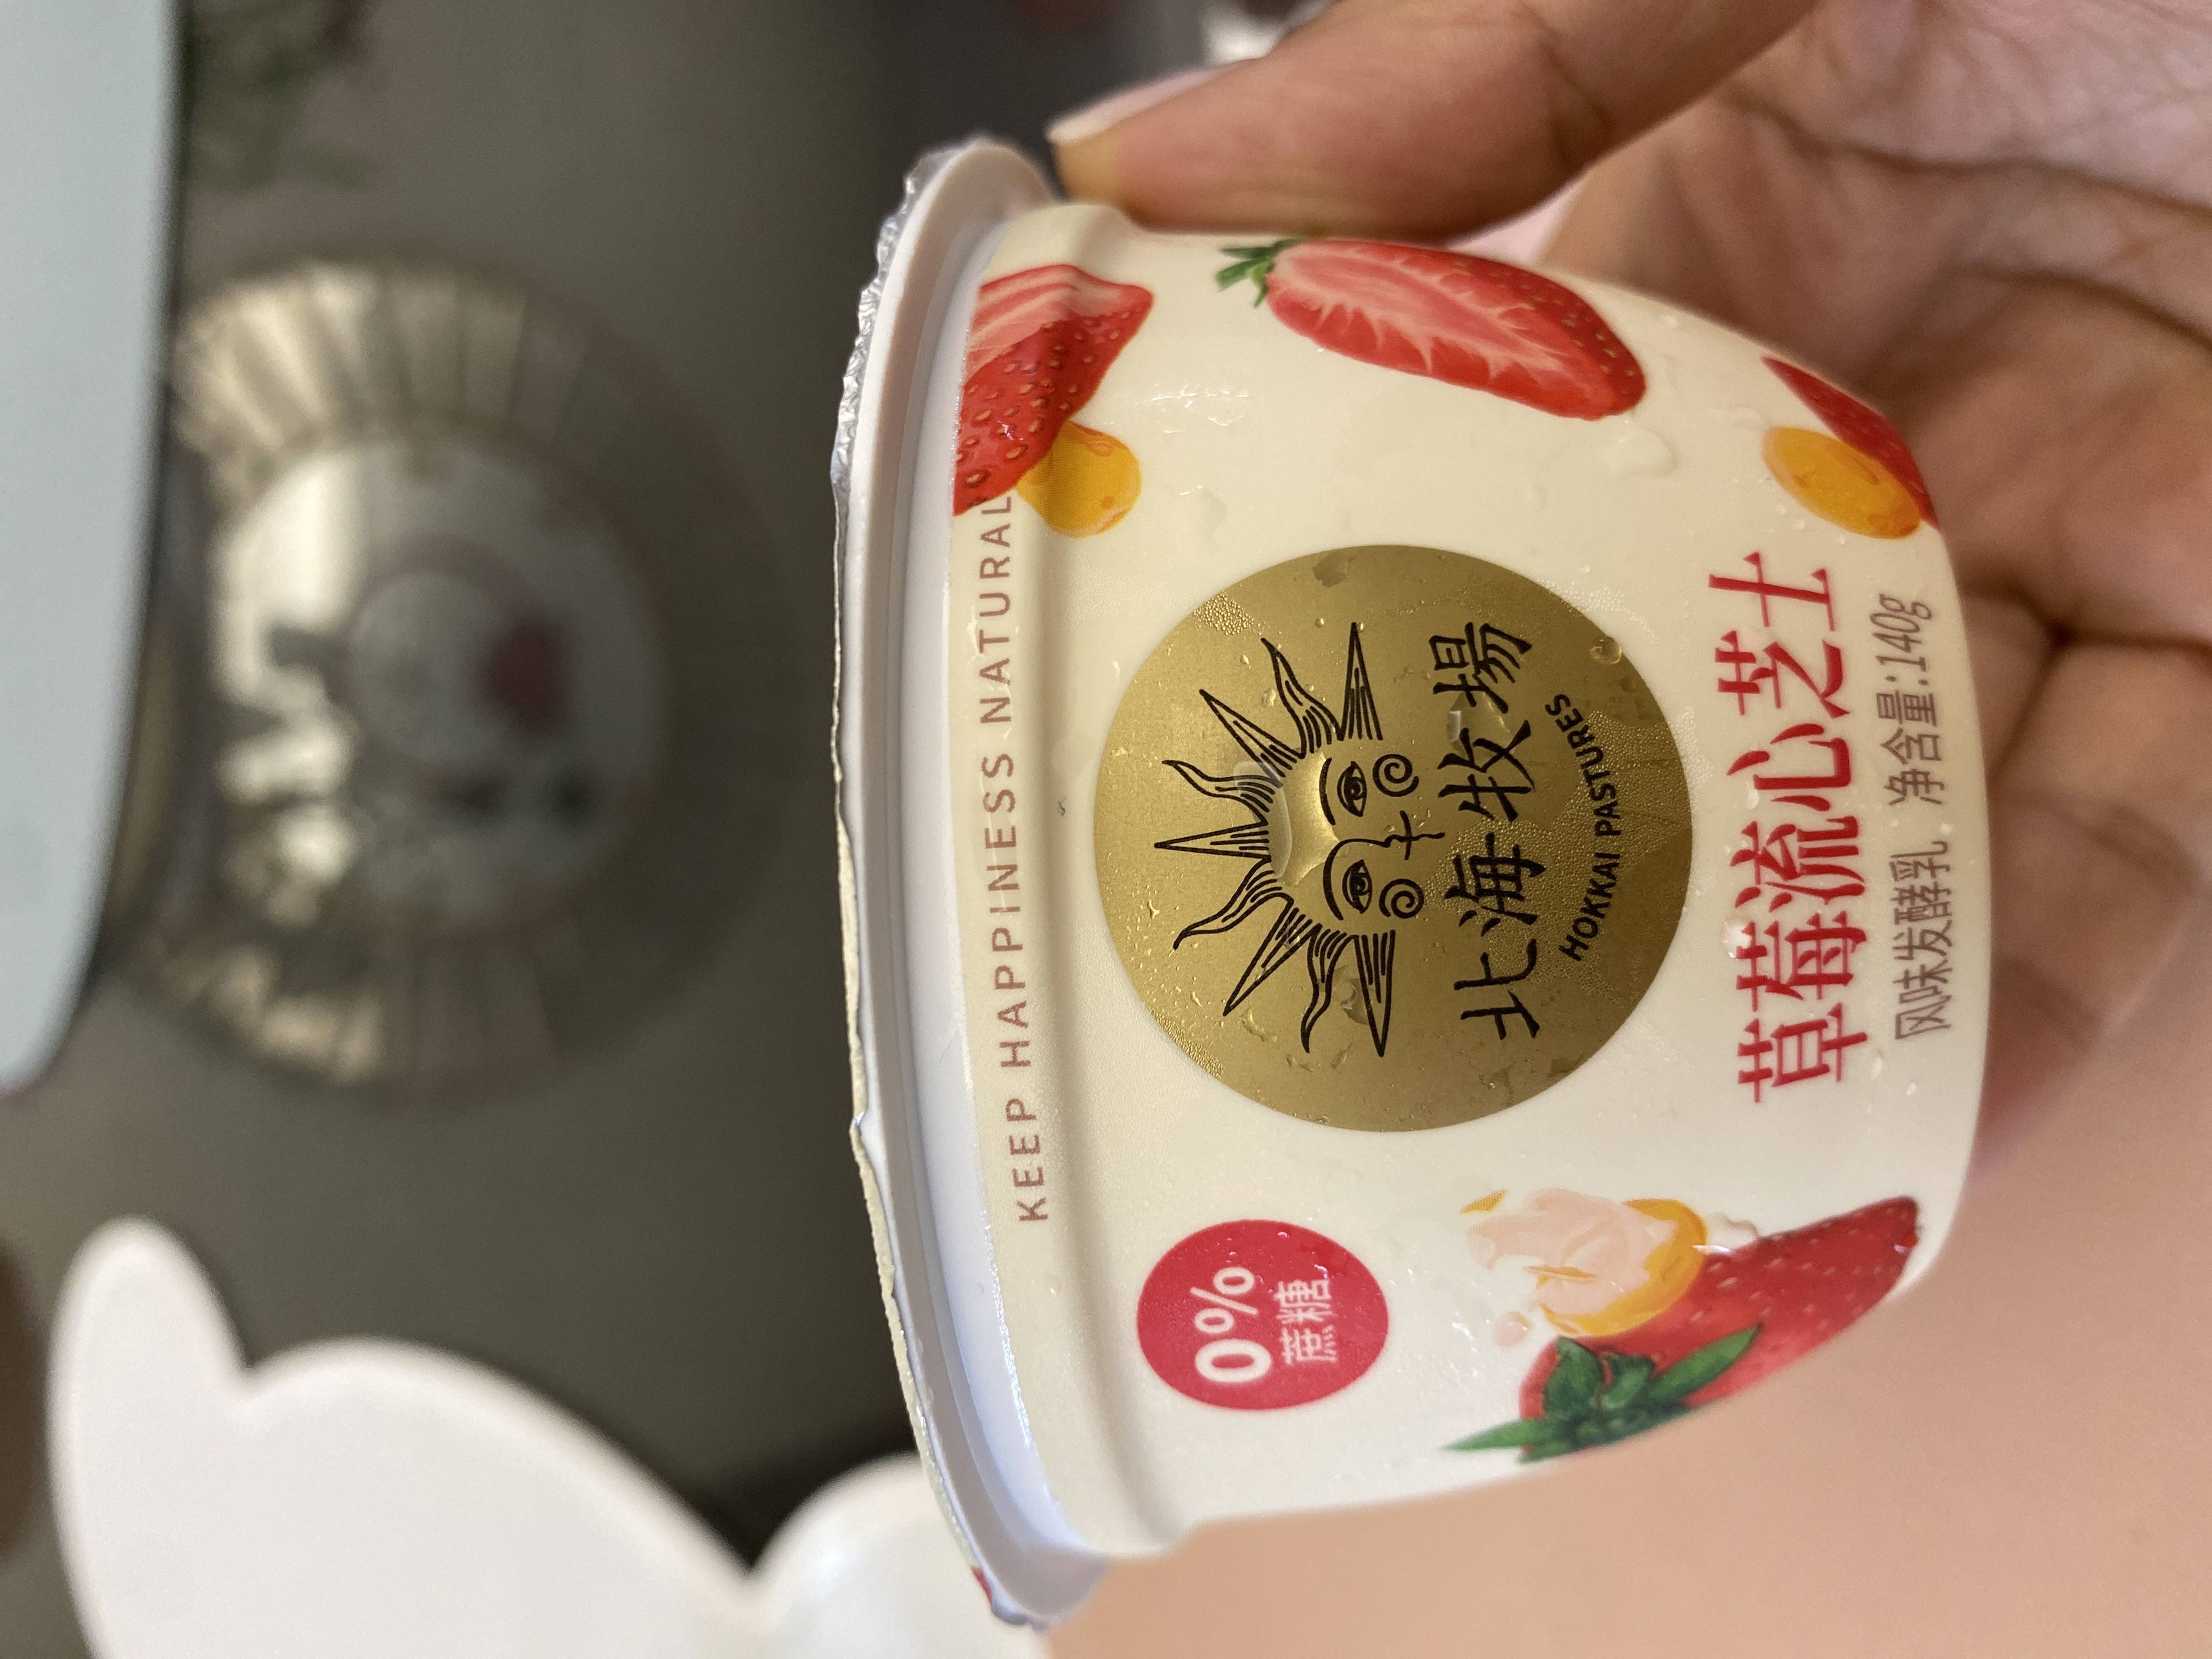 KEEP HAPPINESS NATURAL
0%
蔗糖
北海牧場
HOKKAI PASTURES
草莓流心芝士
风味发酵乳 净含量:140g